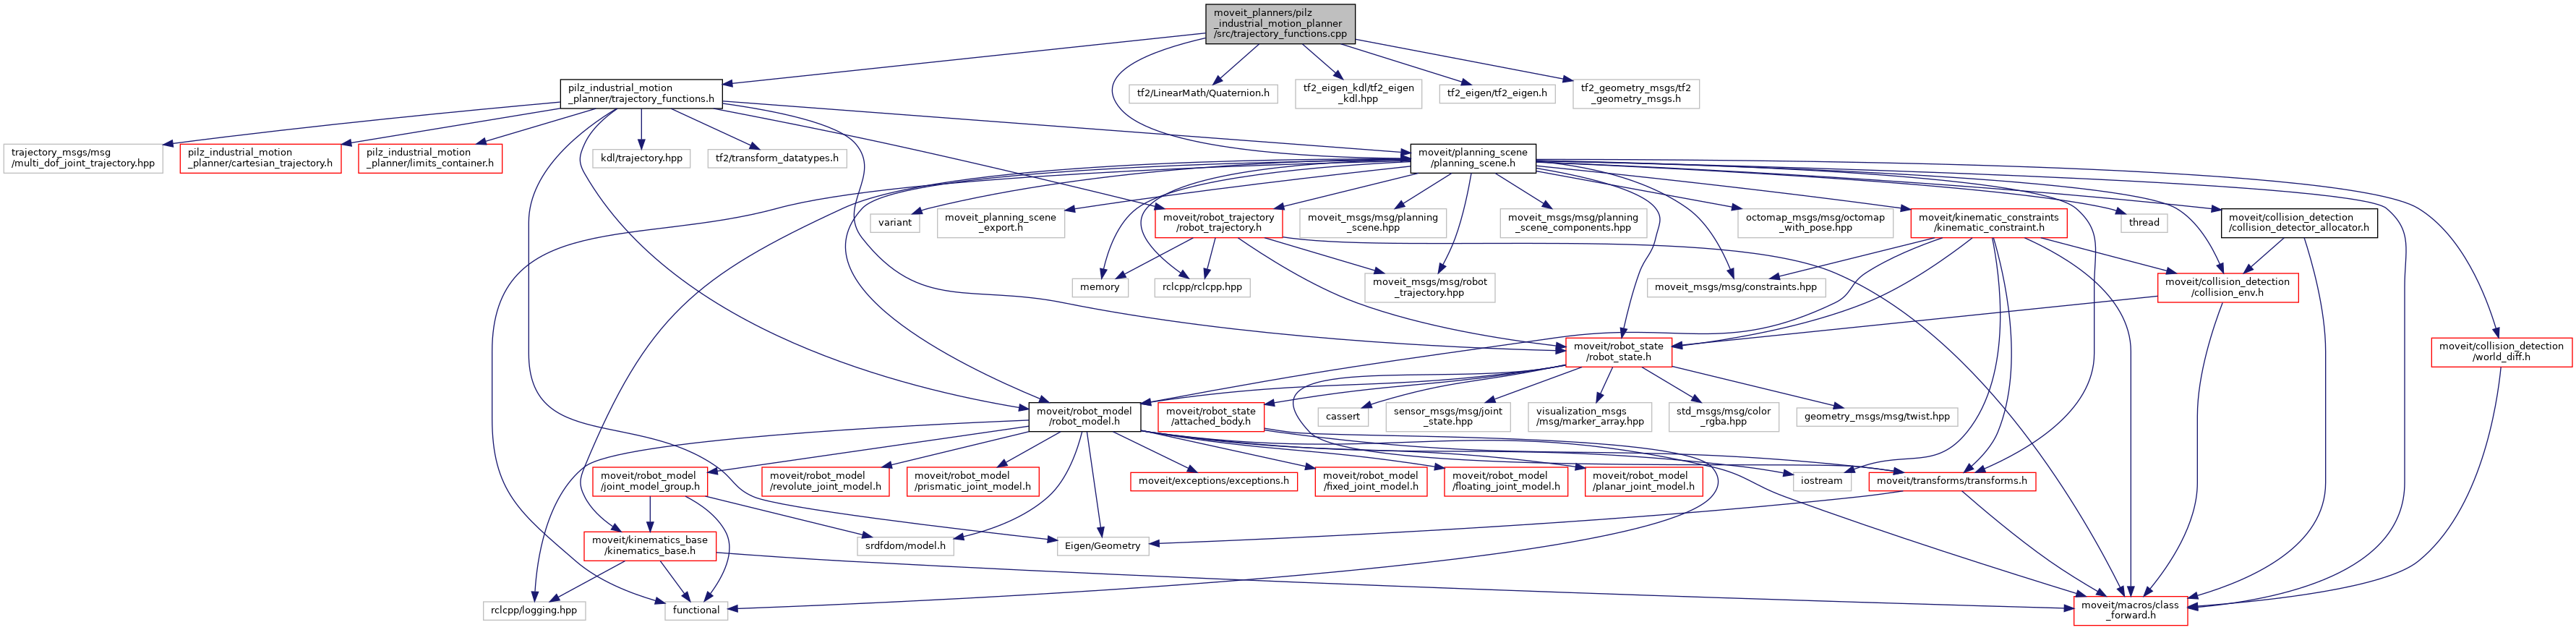 moveit_planners/pilz
_industrial_motion_planner
/src/trajectory_functions.cpp
pilz_industrial_motion
_planner/trajectory_functions.h
tf2/LinearMath/Quaternion.h
tf2_eigen_kdl/tf2_eigen
_kdl.hpp
tf2_eigen/tf2_eigen.h
tf2_geometry_msgs/tf2
_geometry_msgs.h
trajectory_msgs/msg
/multi_dof_joint_trajectory.hpp
pilz_industrial_motion
_planner/cartesian_trajectory.h
pilz_industrial_motion
_planner/limits_container.h
kdl/trajectory.hpp
tf2/transform_datatypes.h
moveit/planning_scene
/planning_scene.h
variant
moveit_planning_scene
_export.h
moveit/robot_trajectory
/robot_trajectory.h
moveit_msgs/msg/planning
_scene.hpp
moveit_msgs/msg/planning
_scene_components.hpp
octomap_msgs/msg/octomap
_with_pose.hpp
moveit/kinematic_constraints
/kinematic_constraint.h
thread
moveit/collision_detection
/collision_detector_allocator.h
memory
rclcpp/rclcpp.hpp
moveit_msgs/msg/robot
_trajectory.hpp
moveit_msgs/msg/constraints.hpp
moveit/collision_detection
/collision_env.h
moveit/robot_state
/robot_state.h
moveit/collision_detection
/world_diff.h
moveit/robot_model
/robot_model.h
moveit/robot_state
/attached_body.h
cassert
sensor_msgs/msg/joint
_state.hpp
visualization_msgs
/msg/marker_array.hpp
std_msgs/msg/color
_rgba.hpp
geometry_msgs/msg/twist.hpp
moveit/robot_model
/joint_model_group.h
moveit/robot_model
/revolute_joint_model.h
moveit/robot_model
/prismatic_joint_model.h
moveit/exceptions/exceptions.h
moveit/robot_model
/fixed_joint_model.h
moveit/robot_model
/floating_joint_model.h
moveit/robot_model
/planar_joint_model.h
iostream
moveit/transforms/transforms.h
moveit/kinematics_base
/kinematics_base.h
srdfdom/model.h
Eigen/Geometry
rclcpp/logging.hpp
functional
moveit/macros/class
_forward.h